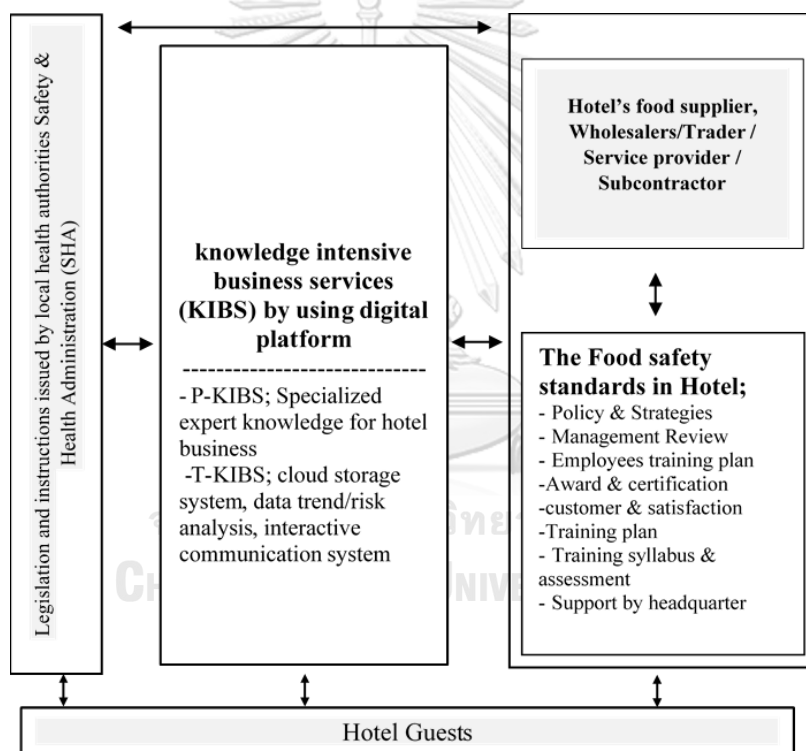 Legislation and instructions issued by local health authorities Safety &
Health Administration (SHA)
knowledge intensive
business services
(KIBS) by using digital
platform
------------------------------
- P-KIBS; Specialized
expert knowledge for hotel
business
-T-KIBS; cloud storage
system, data trend/risk
analysis, interactive
communication system
Hotel's food supplier,
Wholesalers/Trader /
Service provider /
Subcontractor
The Food safety
standards in Hotel;
- Policy & Strategies
- Management Review
- Employees training plan
-Award & certification
-customer & satisfaction
-Training plan
- Training syllabus &
assessment
- Support by headquarter
Hotel Guests